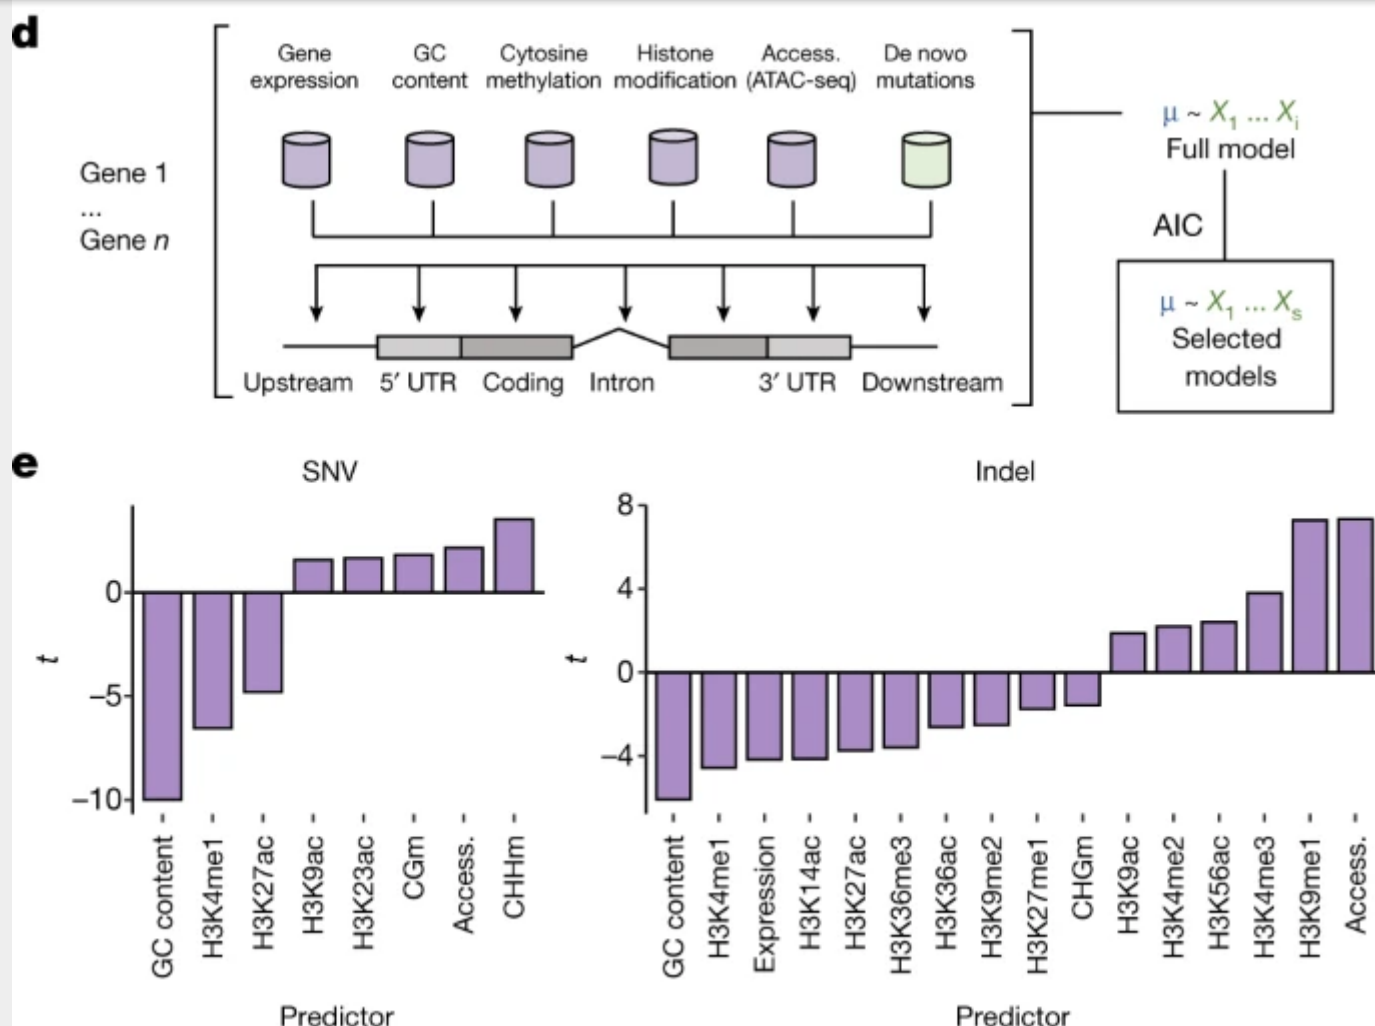 d
Gene expression
GC content
Cytosine methylation
Histone modification
Access. (ATAC-seq)
De novo mutations
Gene 1
...
Gene n
Upstream
5′ UTR
Coding
Intron
3′ UTR
Downstream
μ ~ X1 ... Xi
Full model
AIC
μ ~ X1 ... Xs
Selected
models
e
SNV
t
0
−5
−10
GC content
H3K4me1
H3K27ac
H3K9ac
H3K23ac
CGm
Access.
CHHm
Predictor
Indel
t
8
4
0
−4
GC content
H3K4me1
Expression
H3K14ac
H3K27ac
H3K36me3
H3K36ac
H3K9me2
H3K27me1
CHGm
H3K9ac
H3K4me2
H3K56ac
H3K4me3
H3K9me1
Access.
Predictor